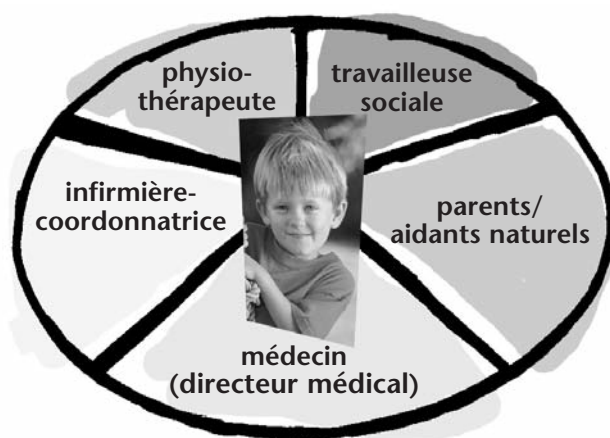 physio-
thérapeute
travailleuse
sociale
infirmière-
coordonnatrice
parents/
aidants naturels
médecin
(directeur médical)